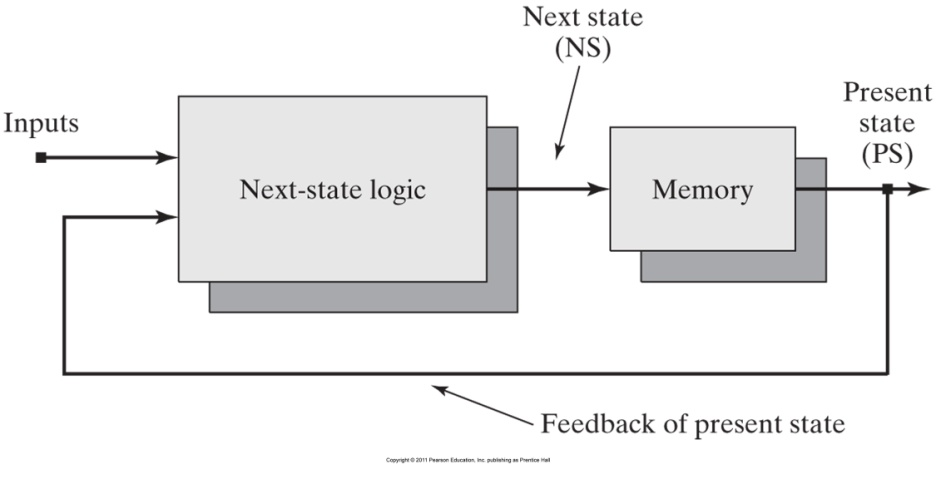 Next state
(NS)
Present
state
(PS)
Inputs
Next-state logic
Memory
Feedback of present state
Copyright © 2011 Pearson Education, Inc. publishing as Prentice Hall